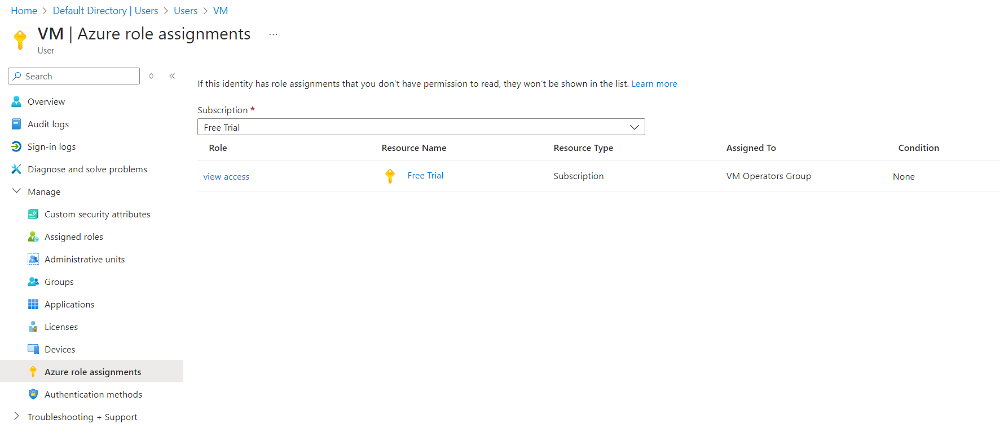 Home > Default Directory | Users > Users > VM
VM | Azure role assignments ...
User
Search
If this identity has role assignments that you don't have permission to read, they won't be shown in the list. Learn more
Overview
Audit logs
Sign-in logs
Diagnose and solve problems
Manage
Custom security attributes
Assigned roles
Administrative units
Groups
Applications
Licenses
Devices
Azure role assignments
Authentication methods
Troubleshooting + Support
Subscription *
Free Trial
Role Resource Name Resource Type Assigned To Condition
view access Free Trial Subscription VM Operators Group None